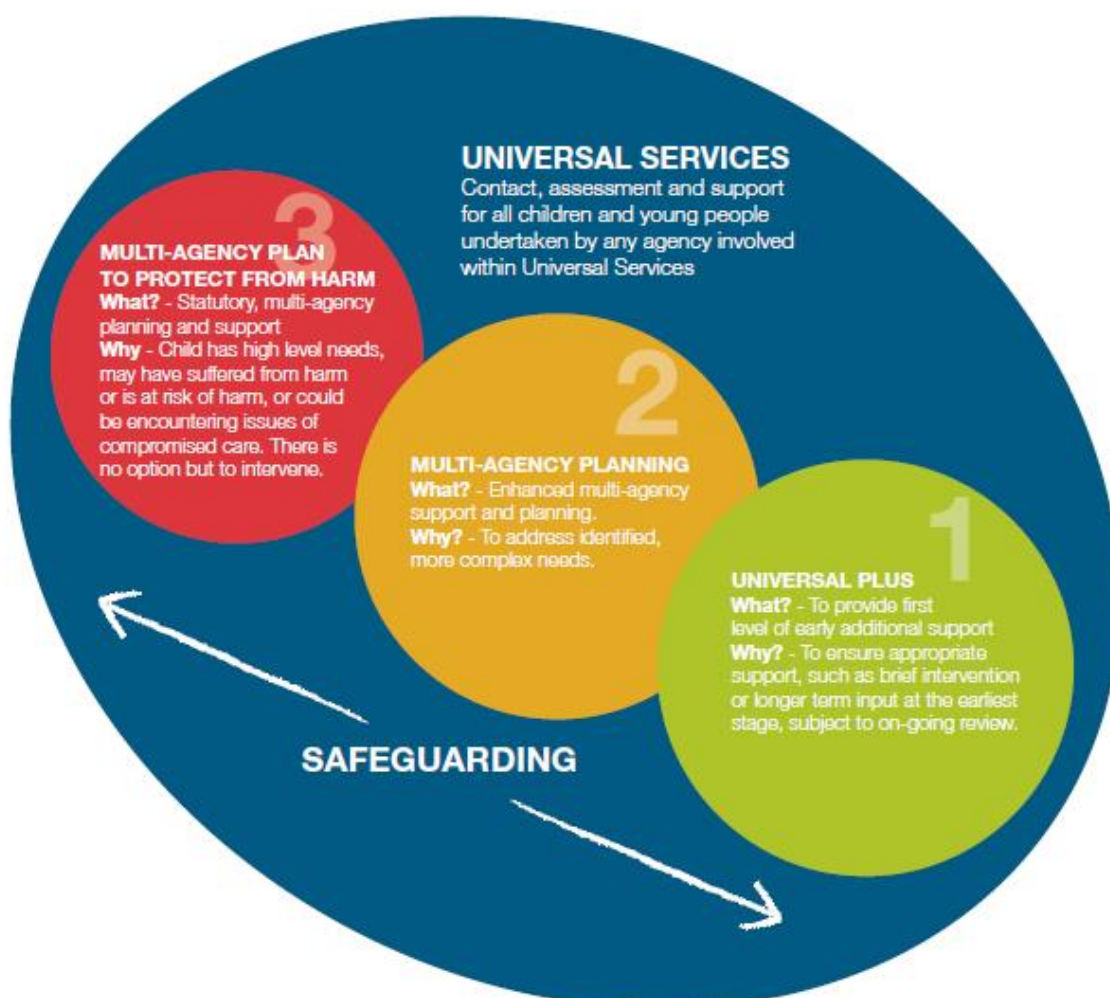 UNIVERSAL SERVICES
Contact, assessment and support
for all children and young people
undertaken by any agency involved
within Universal Services
3
MULTI-AGENCY PLAN
TO PROTECT FROM HARM
What? - Statutory, multi-agency
planning and support
Why - Child has high level needs,
may have suffered from harm
or is at risk of harm, or could
be encountering issues of
compromised care. There is
no option but to intervene.
2
MULTI-AGENCY PLANNING
What? - Enhanced multi-agency
support and planning.
Why? - To address identified,
more complex needs.
1
UNIVERSAL PLUS
What? - To provide first
level of early additional support
Why? - To ensure appropriate
support, such as brief intervention
or longer term input at the earliest
stage, subject to on-going review.
SAFEGUARDING